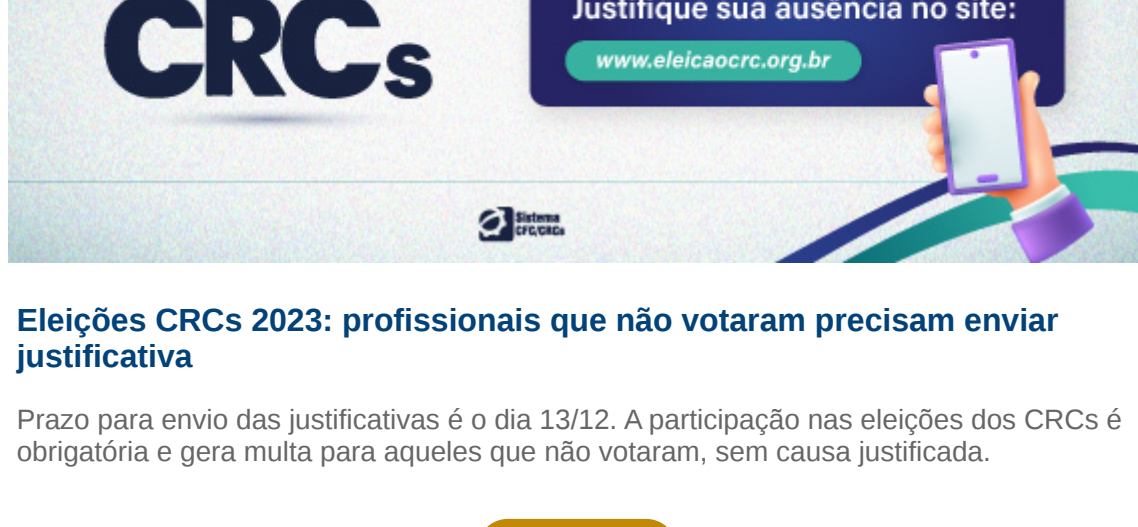 CRCs
Justifique sua ausência no site:
www.eleicaocrc.org.br
Sistema
CFC/CRCs
Eleições CRCs 2023: profissionais que não votaram precisam enviar
justificativa
Prazo para envio das justificativas é o dia 13/12. A participação nas eleições dos CRCs é
obrigatória e gera multa para aqueles que não votaram, sem causa justificada.